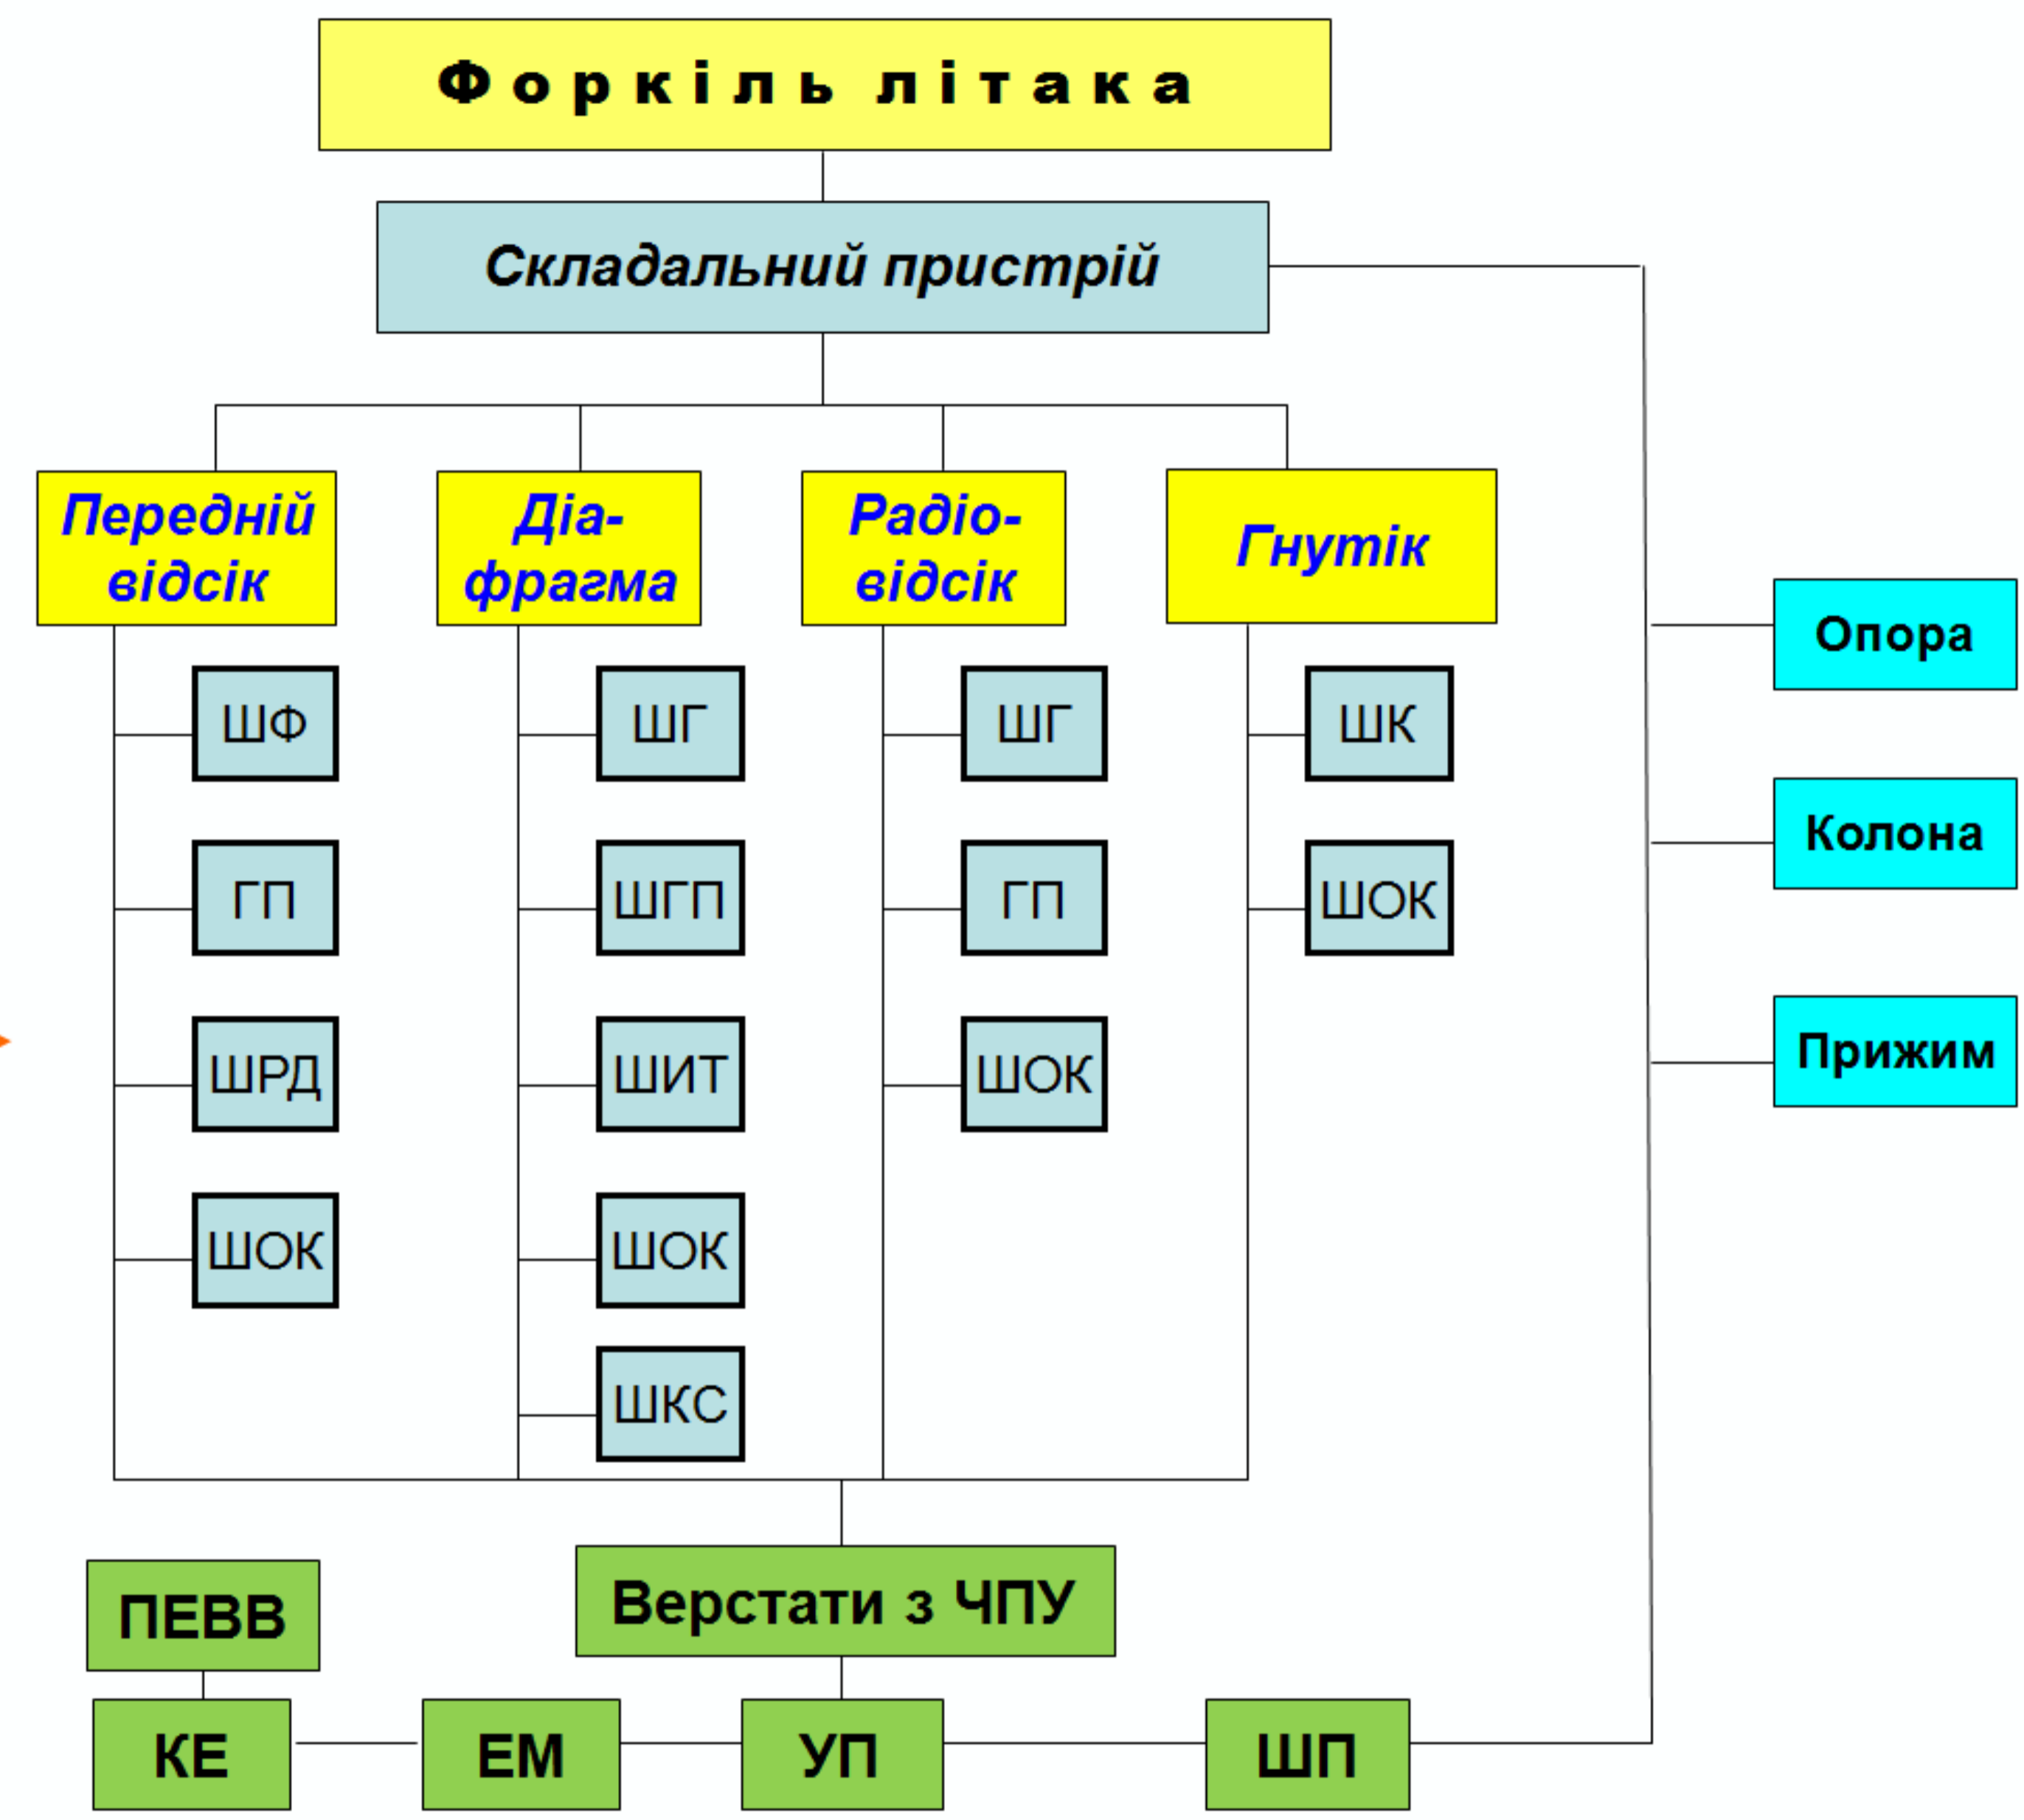 Форкіль літака
Складальний пристрій
Передній
відсік
Діа-
фрагма
Радіо-
відсік
Гнутік
Опора
Колона
Прижим
ШФ
ГП
ШРД
ШОК
ШГ
ШГП
ШИТ
ШОК
ШКС
ШГ
ГП
ШОК
ШК
ШОК
ПЕВВ
Верстати з ЧПУ
КЕ
ЕМ
УП
ШП